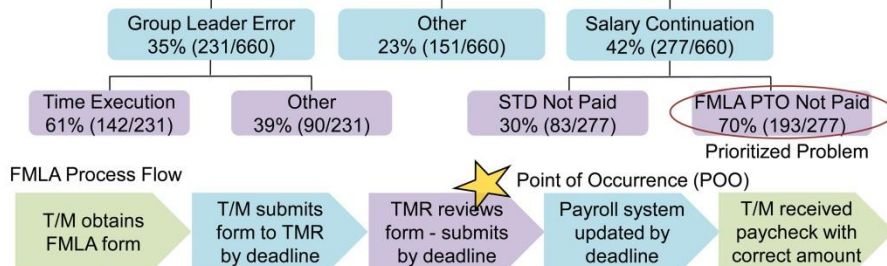 Group Leader Error
35% (231/660)
Other
23% (151/660)
Salary Continuation
42% (277/660)
Time Execution
61% (142/231)
Other
39% (90/231)
STD Not Paid
30% (83/277)
FMLA PTO Not Paid
70% (193/277)
Prioritized Problem
FMLA Process Flow
Point of Occurrence (POO)
T/M obtains
FMLA form
T/M submits
form to TMR
by deadline
TMR reviews
form - submits
by deadline
Payroll system
updated by
deadline
T/M received
paycheck with
correct amount